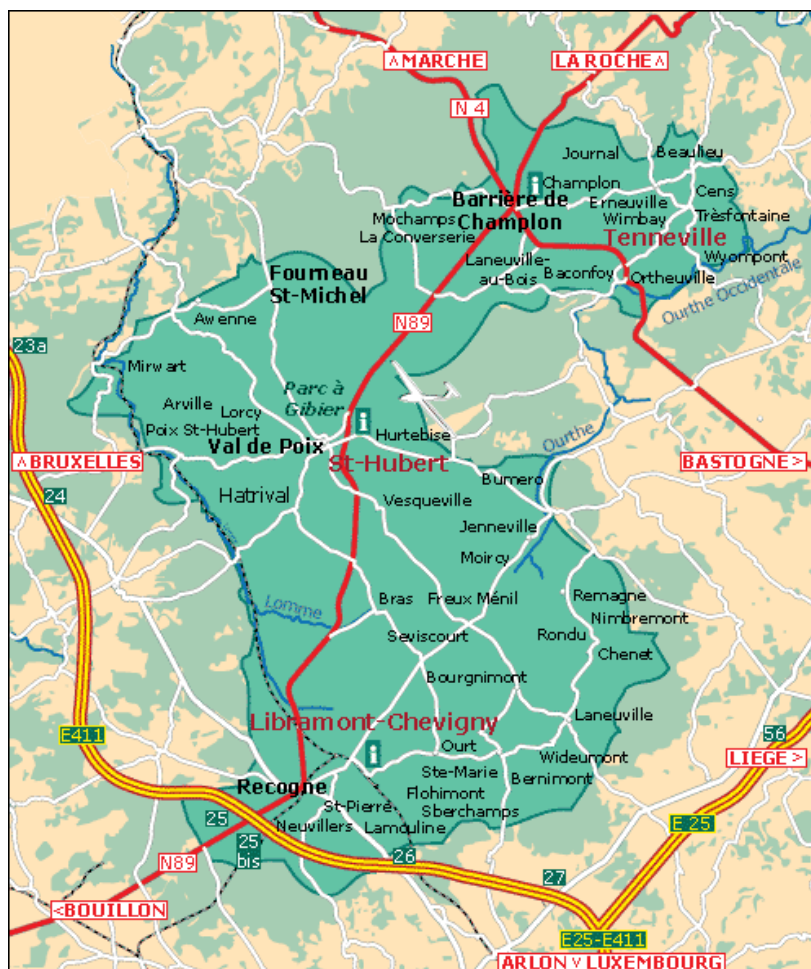 ^MARCHE
LA ROCHE^
N 4
Journal
Beaulieu
i
Champlon
Cens
Barrière de
Champlon
Erneuville
Wimbay
Trèsfontaine
Mochamps
La Converserie
Tenneville
Laneuville-
au-Bois
Wyompont
Baconfoy
Ortheuville
Ourthe Occidentale
Fourneau
St-Michel
Awenne
N89
23a
Mirwart
Parc à
Gibier
Arville
Lorcy
i
Poix St-Hubert
Hurtebise
Ourthe
Val de Poix
St-Hubert
^BRUXELLES
BASTOGNE>
Bumero
24
Hatrival
Vesqueville
Jenneville
Moircy
Lomme
Bras
Freux Ménil
Remagne
Nimbremont
Seviscourt
Rondu
Chenet
Bourgnimont
Libramont-Chevigny
Laneuville
E411
56
i
Ourt
Wideumont
LIEGE >
Recogne
Ste-Marie
Bernimont
Flohimont
St-Pierre
Sberchamps
25
Neuvillers
Lamouline
E 25
25
bis
N89
26
27
<BOUILLON
E25-E411
ARLON v LUXEMBOURG